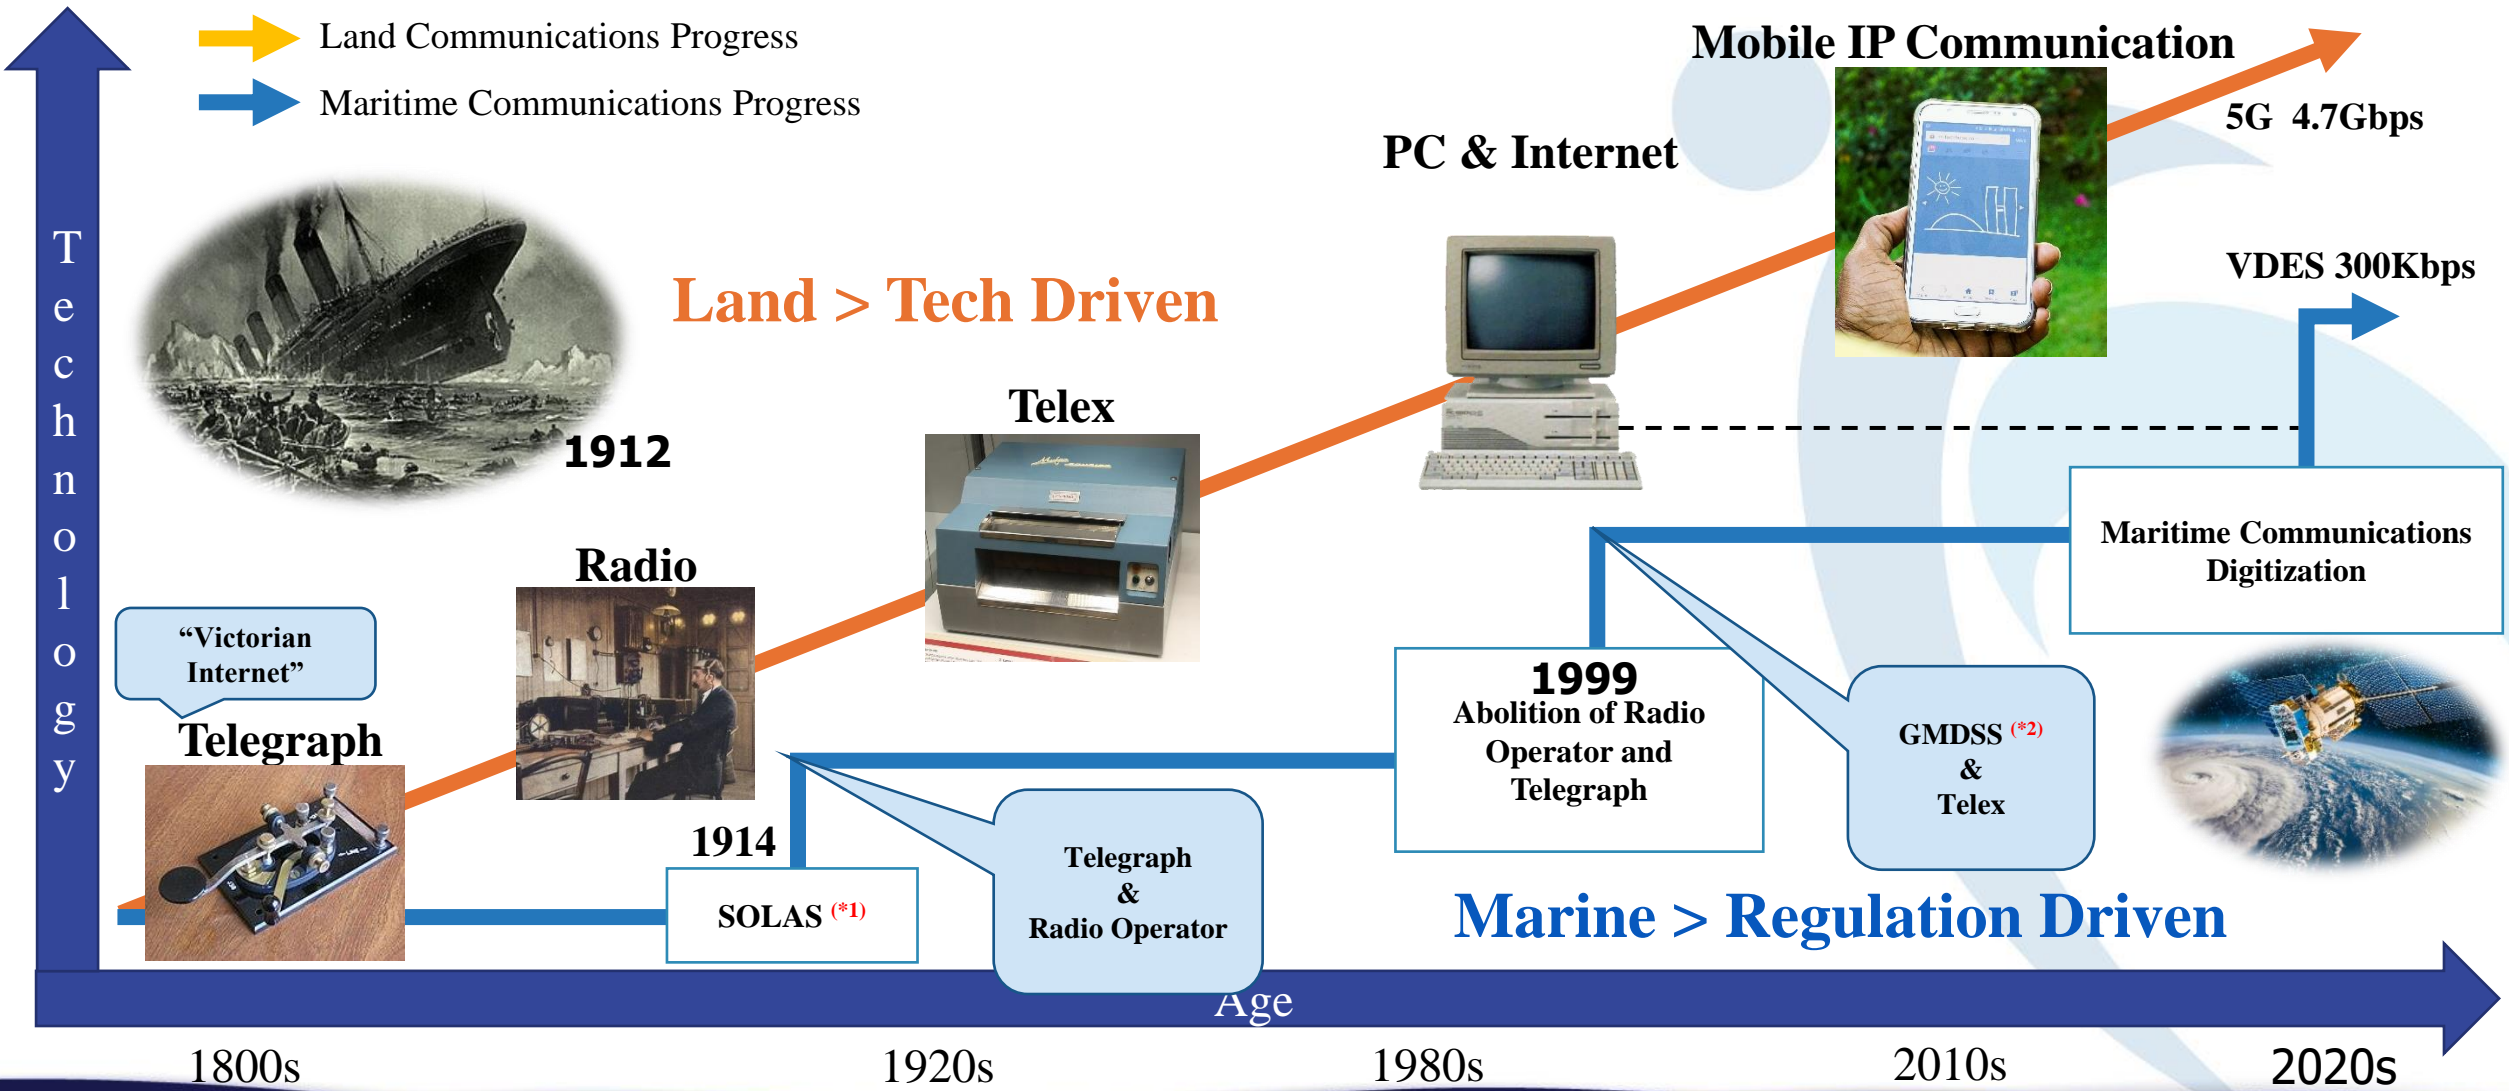 Land Communications Progress
Maritime Communications Progress
Mobile IP Communication
5G 4.7Gbps
PC & Internet
VDES 300Kbps
Technology
Land > Tech Driven
1912
Telex
Radio
Maritime Communications
Digitization
“Victorian
Internet”
Telegraph
1999
Abolition of Radio
Operator and
Telegraph
GMDSS (*2)
&
Telex
1914
SOLAS (*1)
Telegraph
&
Radio Operator
Marine > Regulation Driven
Age
1800s
1920s
1980s
2010s
2020s